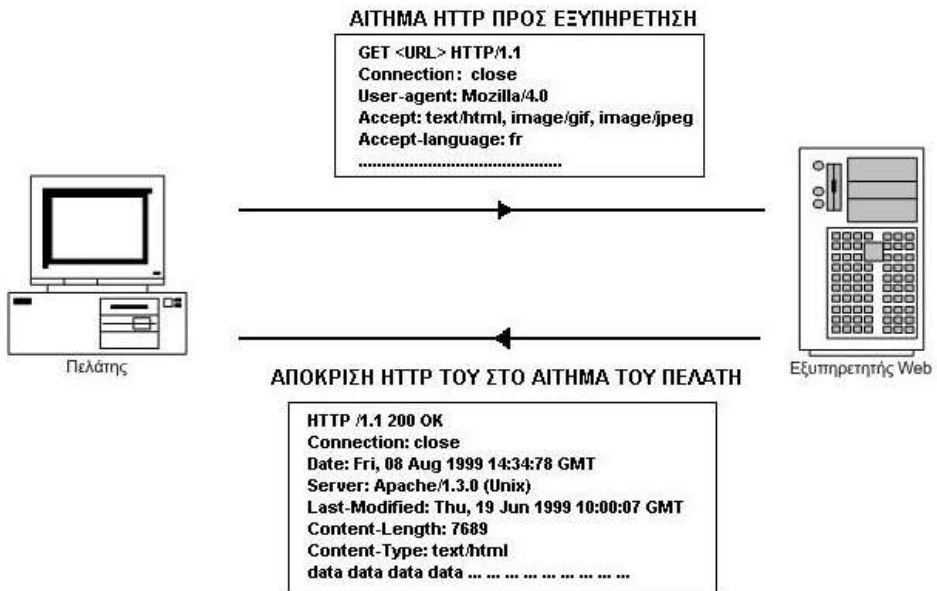 ΑΙΤΗΜΑ HTTP ΠΡΟΣ ΕΞΥΠΗΡΕΤΗΣΗ
GET <URL> HTTP/1.1
Connection: close
User-agent: Mozilla/4.0
Accept: text/html, image/gif, image/jpeg
Accept-language: fr
............................................
Πελάτης
Εξυπηρετητής Web
ΑΠΟΚΡΙΣΗ HTTP ΤΟΥ ΣΤΟ ΑΙΤΗΜΑ ΤΟΥ ΠΕΛΑΤΗ
HTTP /1.1 200 OK
Connection: close
Date: Fri, 08 Aug 1999 14:34:78 GMT
Server: Apache/1.3.0 (Unix)
Last-Modified: Thu, 19 Jun 1999 10:00:07 GMT
Content-Length: 7689
Content-Type: text/html
data data data data ... ... ... ... ... ... ... ... ...